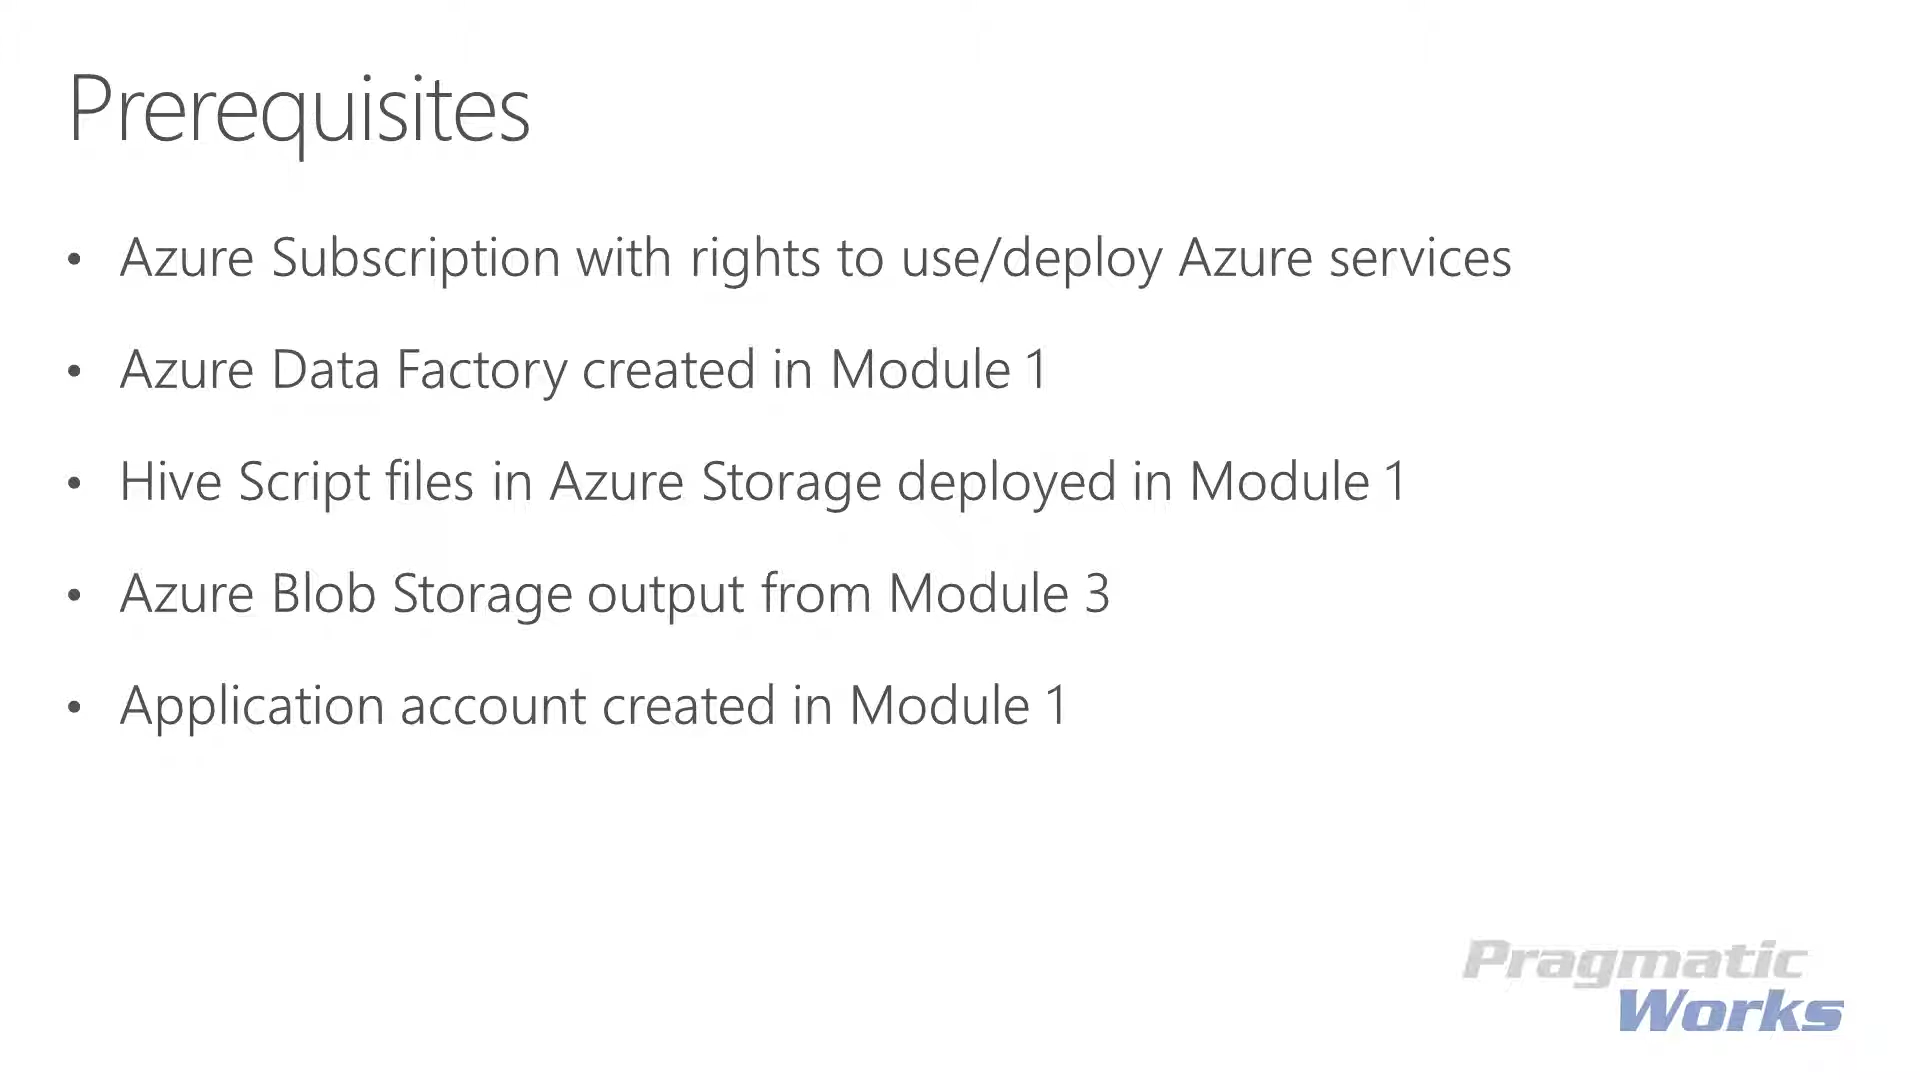 Prerequisites
• Azure Subscription with rights to use/deploy Azure services
• Azure Data Factory created in Module 1
• Hive Script files in Azure Storage deployed in Module 1
• Azure Blob Storage output from Module 3
• Application account created in Module 1
Pragmatic
Works